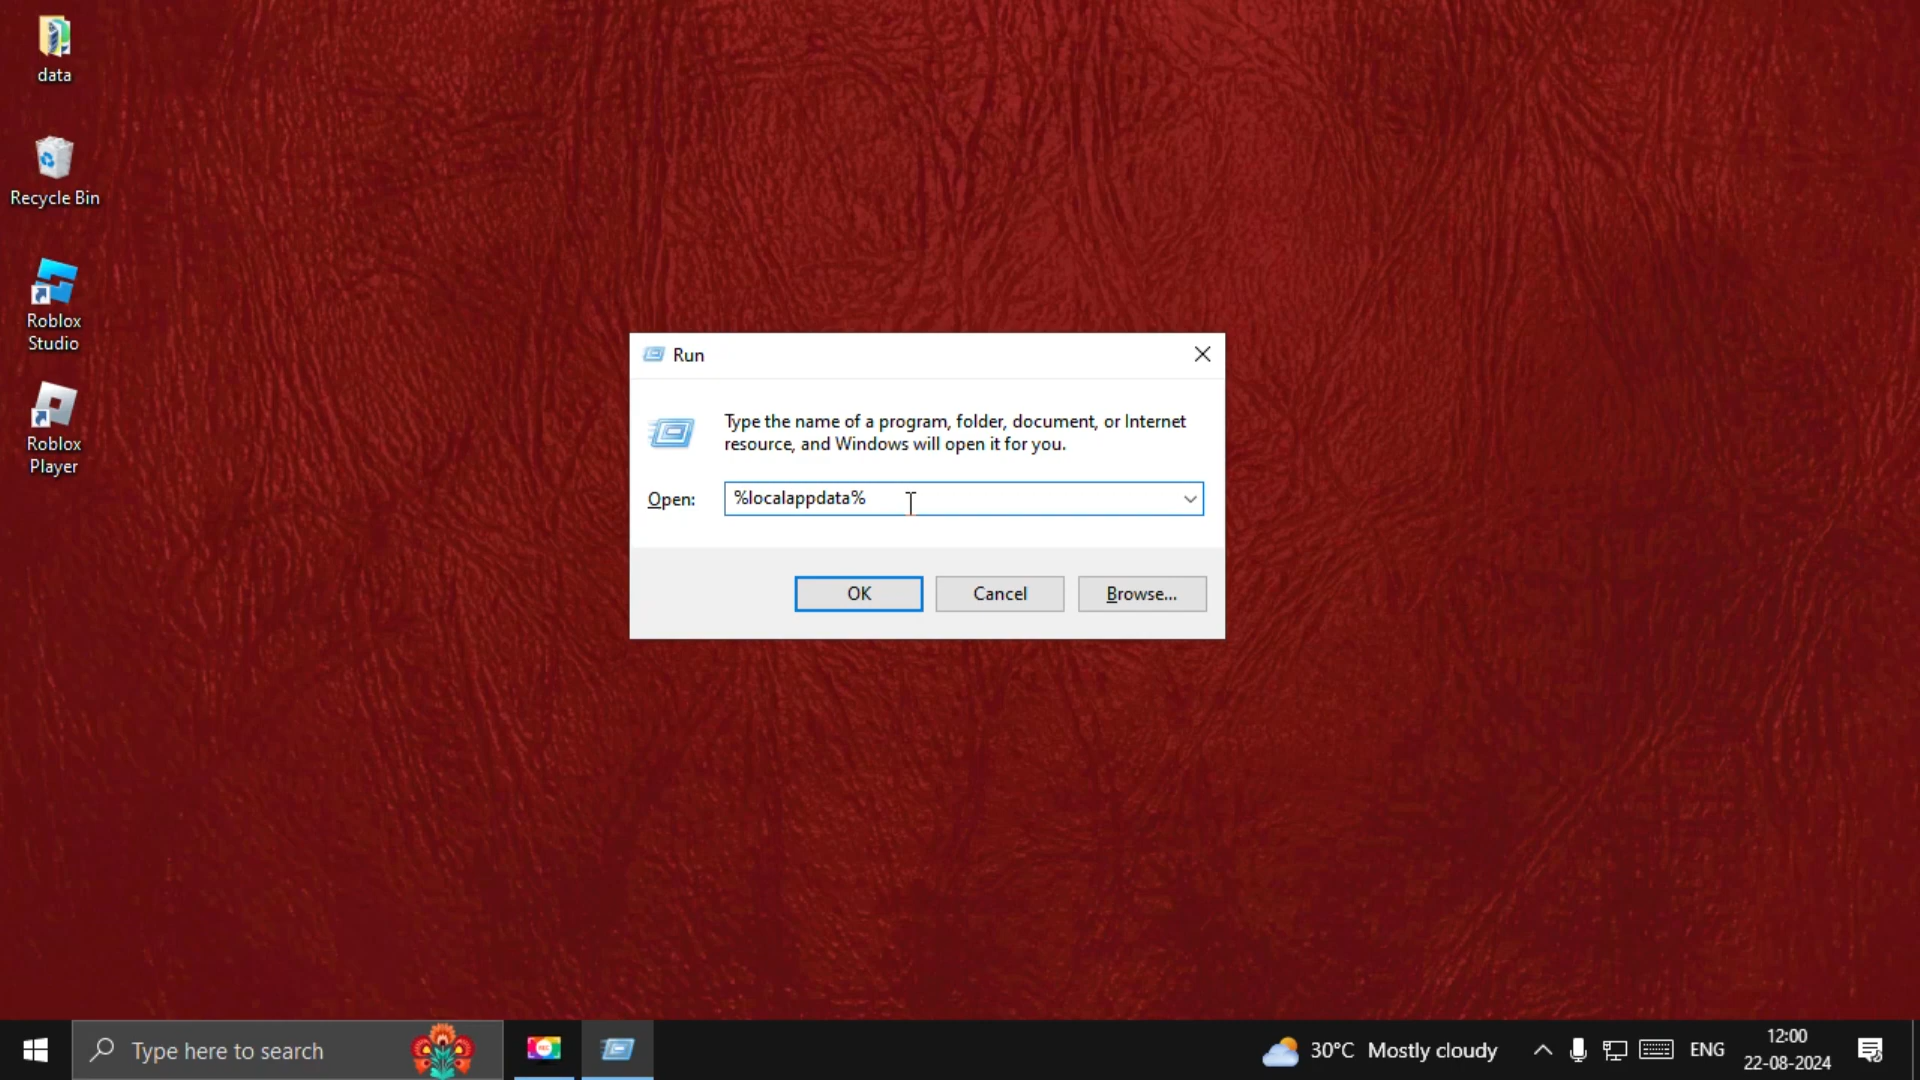 data
Recycle Bin
Roblox
Studio
Roblox
Player
Run
Type the name of a program, folder, document, or Internet
resource, and Windows will open it for you.
Open: %localappdata%
OK Cancel Browse...
Type here to search
30°C Mostly cloudy
ENG
12:00
22-08-2024